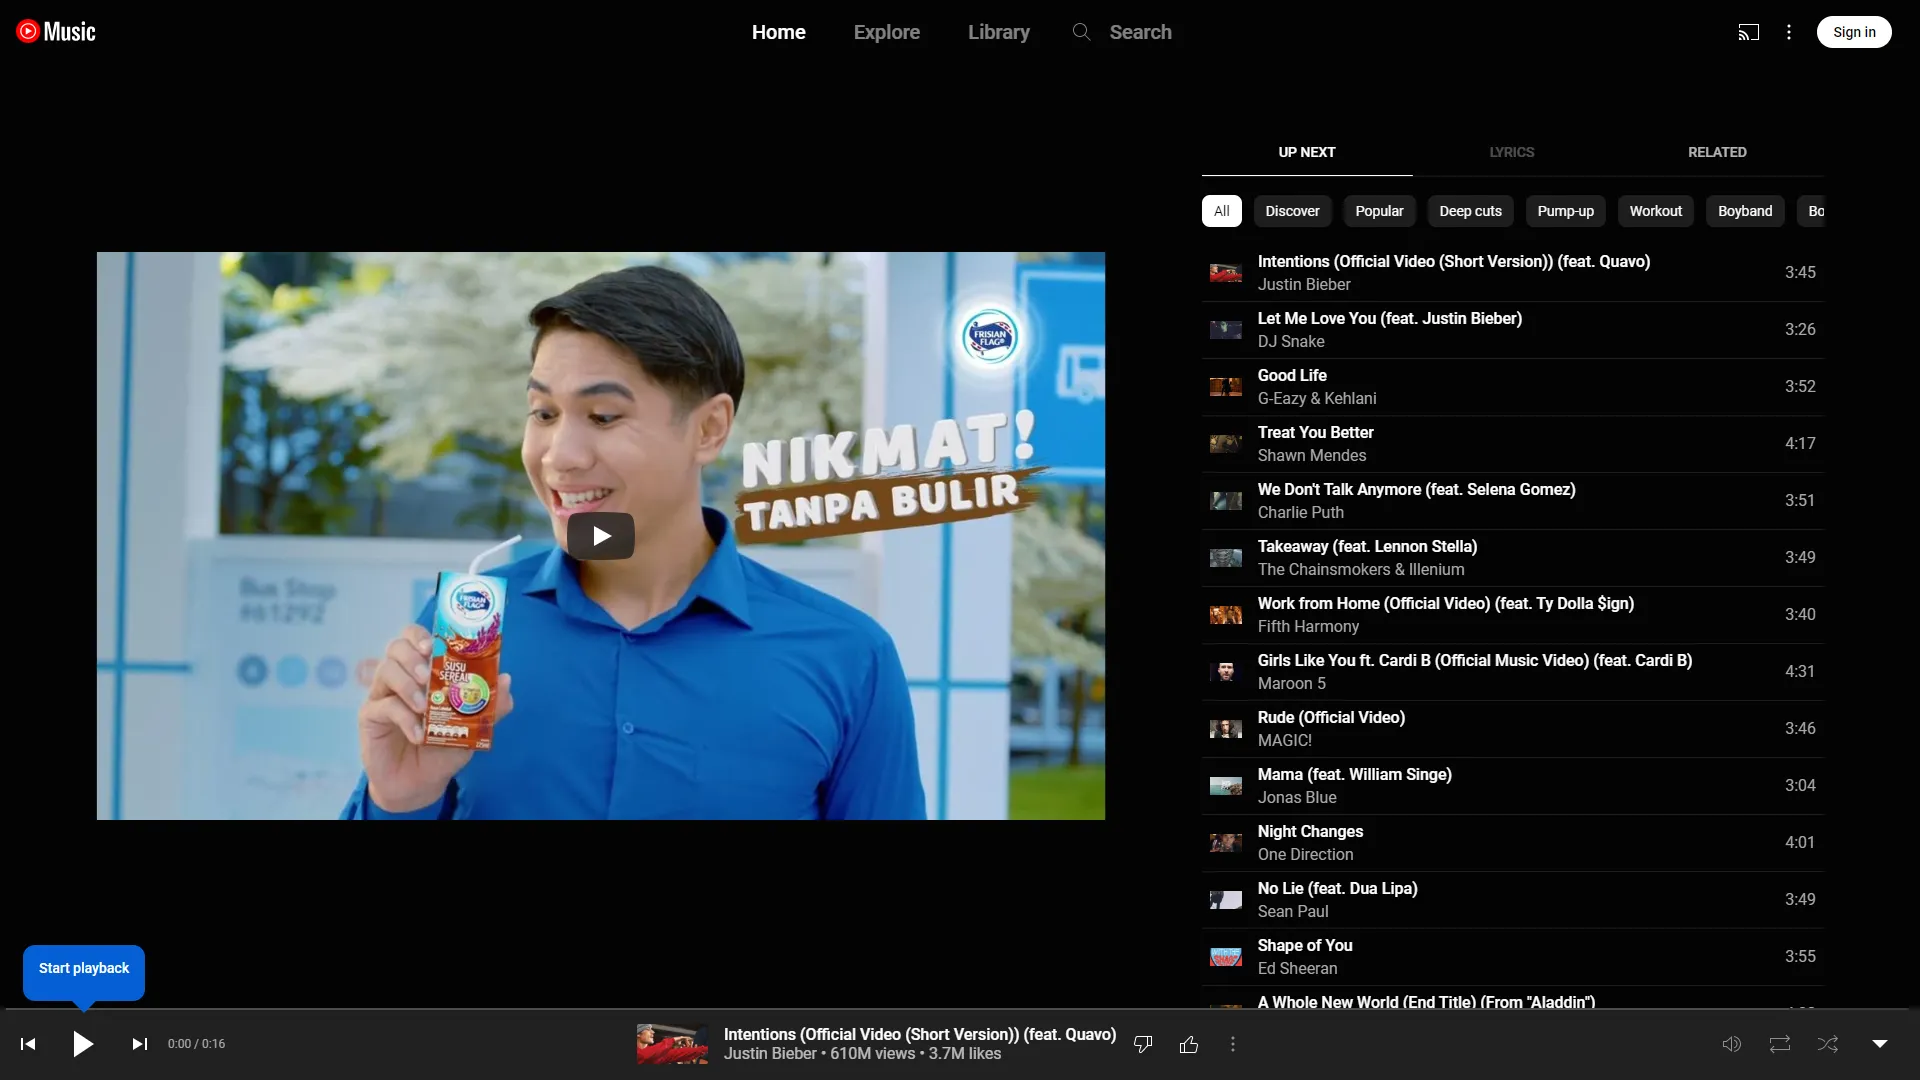 Music
Home
Explore
Library
Search
Sign in
UP NEXT
LYRICS
RELATED
All
Discover
Popular
Deep cuts
Pump-up
Workout
Boyband
Bo
Intentions (Official Video (Short Version)) (feat. Quavo)
Justin Bieber
3:45
Let Me Love You (feat. Justin Bieber)
DJ Snake
3:26
Good Life
G-Eazy & Kehlani
3:52
Treat You Better
Shawn Mendes
4:17
We Don't Talk Anymore (feat. Selena Gomez)
Charlie Puth
3:51
Takeaway (feat. Lennon Stella)
The Chainsmokers & Illenium
3:49
Work from Home (Official Video) (feat. Ty Dolla $ign)
Fifth Harmony
3:40
Girls Like You ft. Cardi B (Official Music Video) (feat. Cardi B)
Maroon 5
4:31
Rude (Official Video)
MAGIC!
3:46
Mama (feat. William Singe)
Jonas Blue
3:04
Night Changes
One Direction
4:01
No Lie (feat. Dua Lipa)
Sean Paul
3:49
Shape of You
Ed Sheeran
3:55
A Whole New World (End Title) (From "Aladdin")
FRISIAN
FLAG®
NIKMAT!
TANPA BULIR
Bus Stop
#61292
FRISIAN
FLAG
SUSU
SEREAL
Start playback
0:00 / 0:16
Intentions (Official Video (Short Version)) (feat. Quavo)
Justin Bieber • 610M views • 3.7M likes